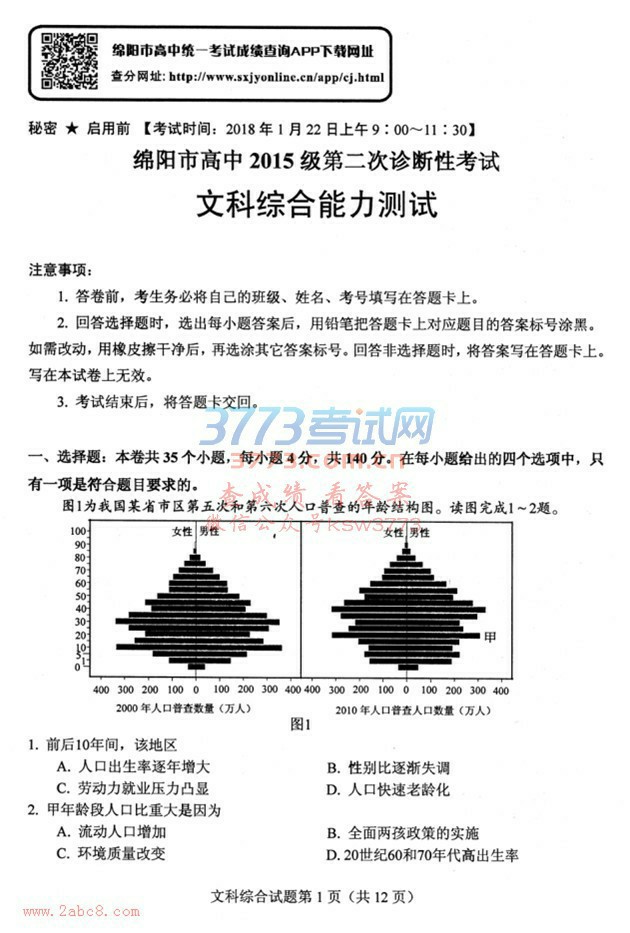 绵阳市高中统一考试成绩查询APP下载网址
查分网址: http://www.sxjyonline.cn/app/cj.html
秘密 ★ 启用前 【考试时间：2018年1月22日上午9：00～11：30】
绵阳市高中2015级第二次诊断性考试
文科综合能力测试
注意事项：
1. 答卷前，考生务必将自己的班级、姓名、考号填写在答题卡上。
2. 回答选择题时，选出每小题答案后，用铅笔把答题卡上对应题目的答案标号涂黑。
如需改动，用橡皮擦干净后，再选涂其它答案标号。回答非选择题时，将答案写在答题卡上。
写在本试卷上无效。
3. 考试结束后，将答题卡交回。
3773考试网
3773.com.cn
一、选择题：本卷共35个小题，每小题4分，共140分。在每小题给出的四个选项中，只
有一项是符合题目要求的。
查成绩 看答案
微信公众号ksw3773
图1为我国某省市区第五次和第六次人口普查的年龄结构图。读图完成1～2题。
女性 男性
女性 男性
100
90
80
70
60
50
40
30
20
10
5
1
0
甲
400 300 200 100 0 100 200 300 400
400 300 200 100 0 100 200 300 400 500
2000年人口普查数量（万人）
2010年人口普查人口数量（万人）
图1
1. 前后10年间，该地区
A. 人口出生率逐年增大 B. 性别比逐渐失调
C. 劳动力就业压力凸显 D. 人口快速老龄化
2. 甲年龄段人口比重大是因为
A. 流动人口增加 B. 全面两孩政策的实施
C. 环境质量改变 D. 20世纪60和70年代高出生率
文科综合试题第1页（共12页）
www.2abc8.com